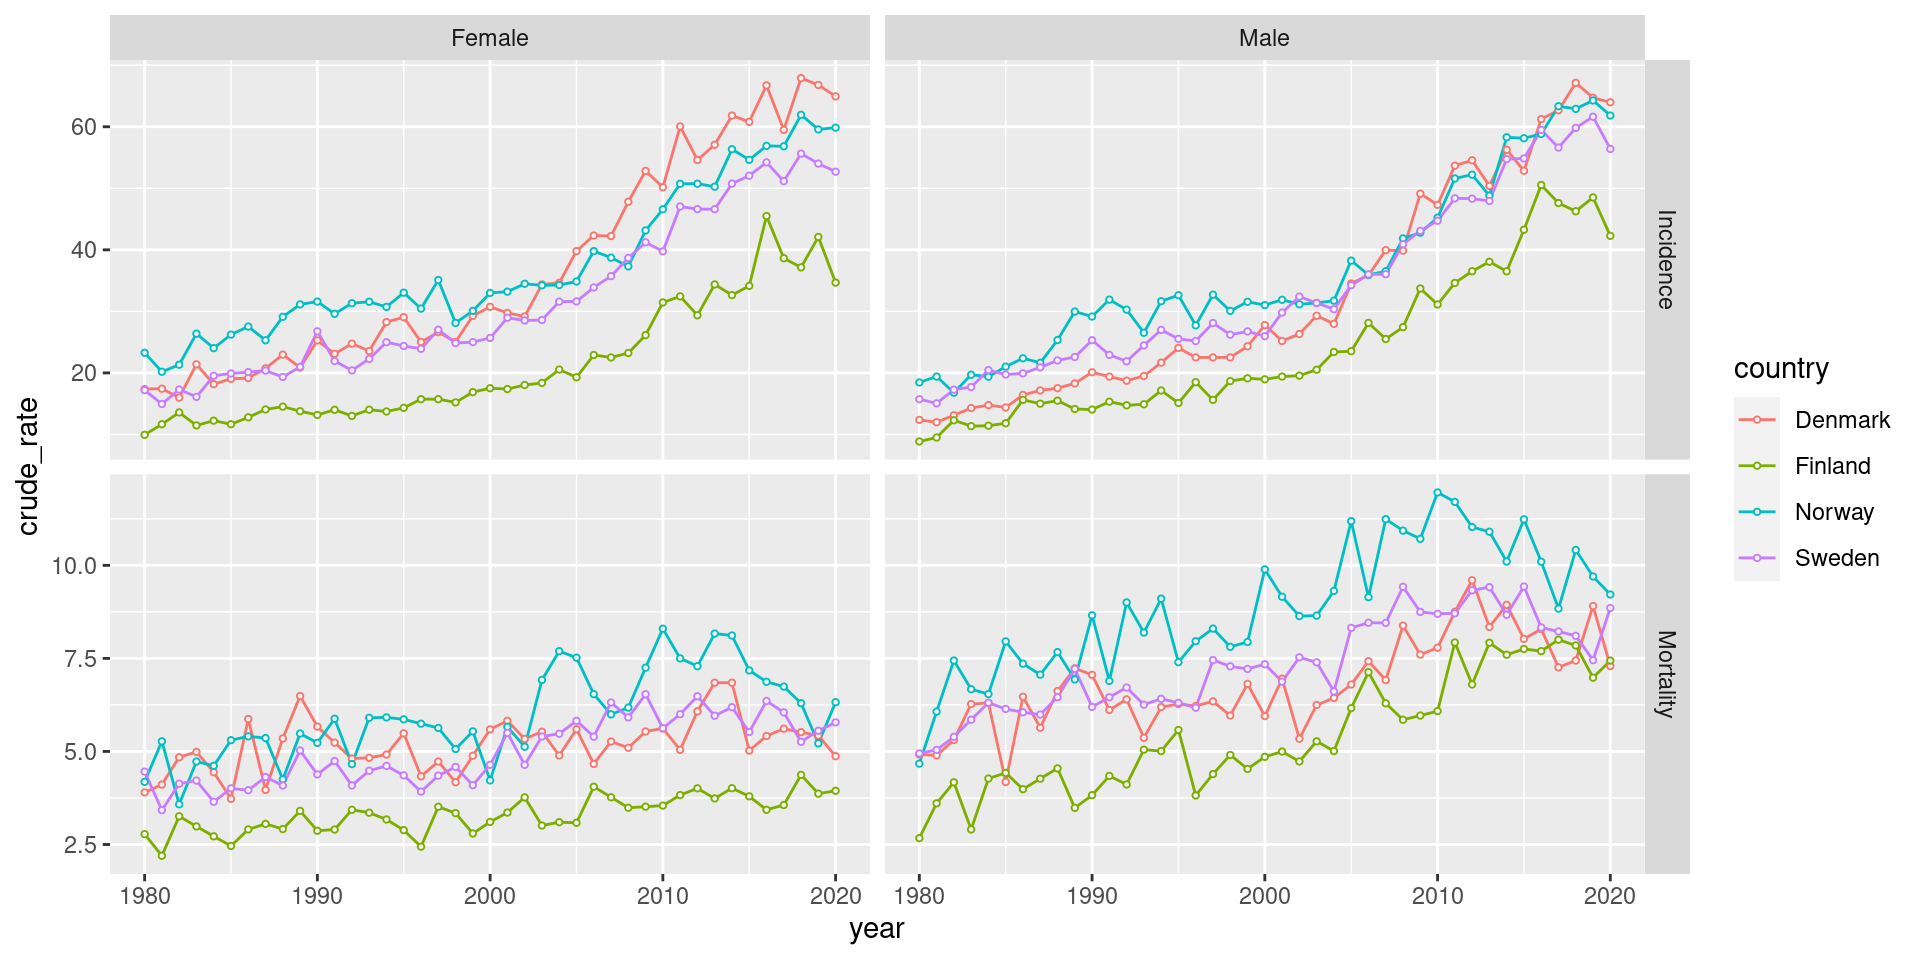 Female
Male
60
40
20
Incidence
10.0
7.5
5.0
2.5
Mortality
crude_rate
1980
1990
2000
2010
2020
1980
1990
2000
2010
2020
year
country
Denmark
Finland
Norway
Sweden